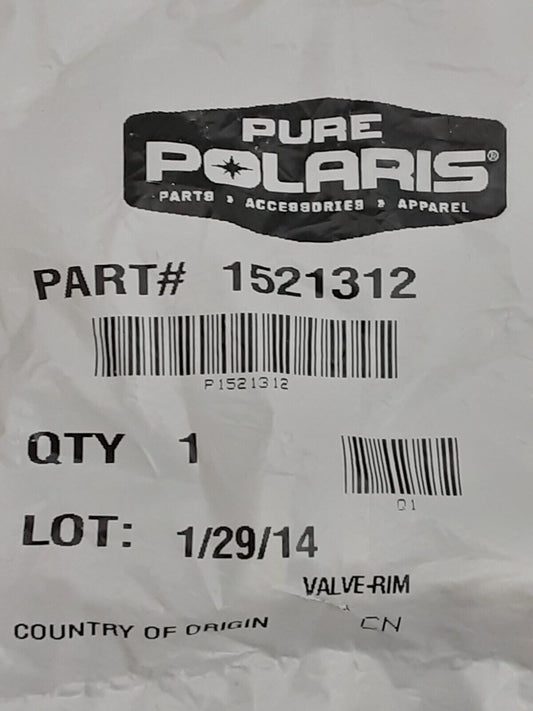 PURE
POLARIS®
PARTS » ACCESSORIES » APPAREL
PART# 1521312
P1521312
QTY 1
Q1
LOT: 1/29/14
VALVE-RIM
COUNTRY OF ORIGIN CN